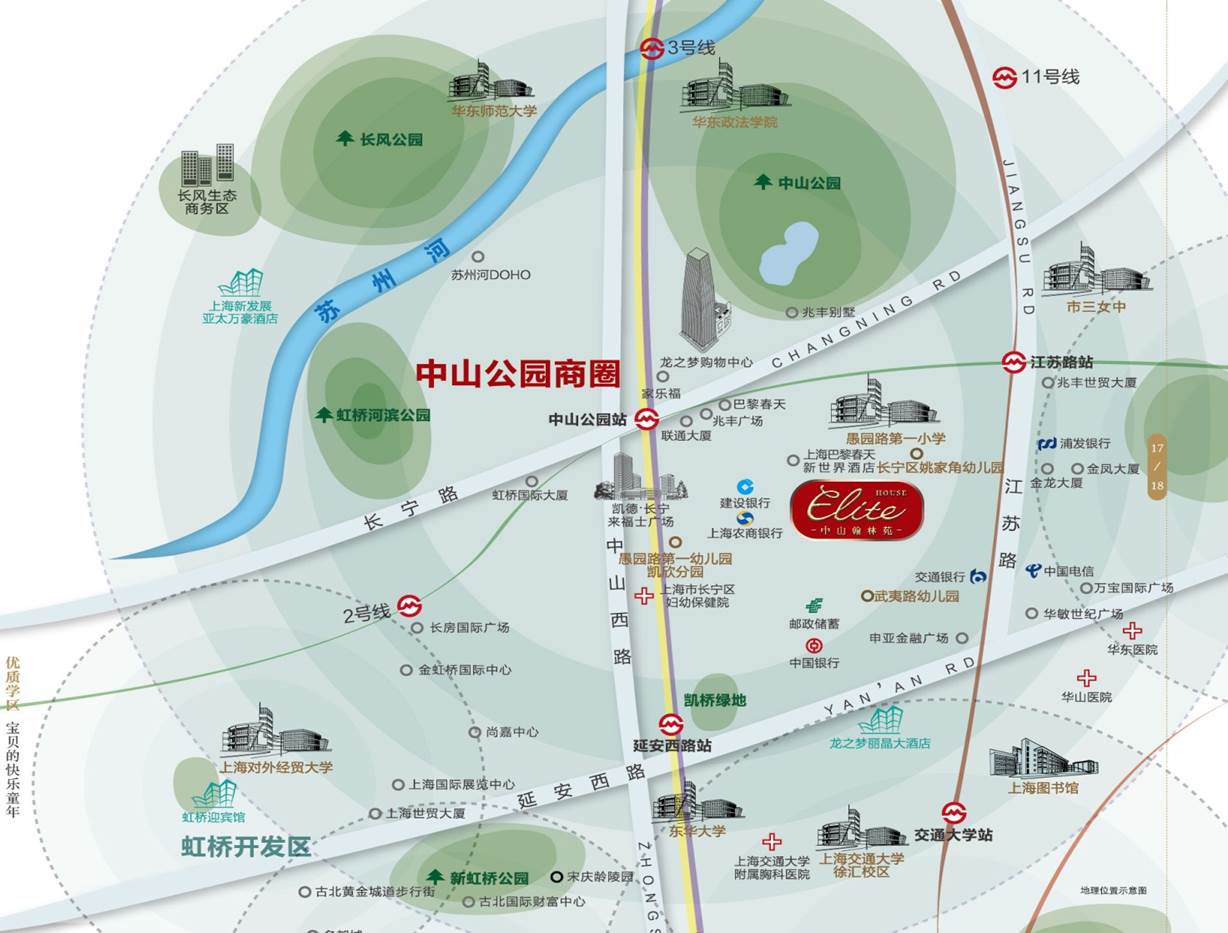 3号线
11号线
华东师范大学
华东政法学院
长风公园
中山公园
长风生态
商务区
JIANGSU RD
苏州河
苏州河DOHO
上海新发展
亚太万豪酒店
兆丰别墅
市三女中
CHANGNING RD
龙之梦购物中心
江苏路站
中山公园商圈
家乐福
兆丰世贸大厦
虹桥河滨公园
中山公园站
巴黎春天
兆丰广场
联通大厦
愚园路第一小学
浦发银行
17
/
18
上海巴黎春天
新世界酒店
长宁区姚家角幼儿园
金凤大厦
金龙大厦
虹桥国际大厦
长宁路
凯德·长宁
来福士广场
建设银行
上海农商银行
Elite
HOUSE
-中山翰林苑-
江苏路
中山西路
愚园路第一幼儿园
凯欣分园
上海市长宁区
妇幼保健院
交通银行
中国电信
武夷路幼儿园
万宝国际广场
2号线
长房国际广场
邮政储蓄
华敏世纪广场
申亚金融广场
华东医院
金虹桥国际中心
中国银行
YAN'AN RD
华山医院
优质学区 宝贝的快乐童年
凯桥绿地
尚嘉中心
延安西路站
龙之梦丽晶大酒店
上海对外经贸大学
延安西路
上海国际展览中心
上海图书馆
虹桥迎宾馆
上海世贸大厦
东华大学
交通大学站
虹桥开发区
上海交通大学
附属胸科医院
上海交通大学
徐汇校区
ZHONGS
新虹桥公园
宋庆龄陵园
古北黄金城道步行街
古北国际财富中心
地理位置示意图